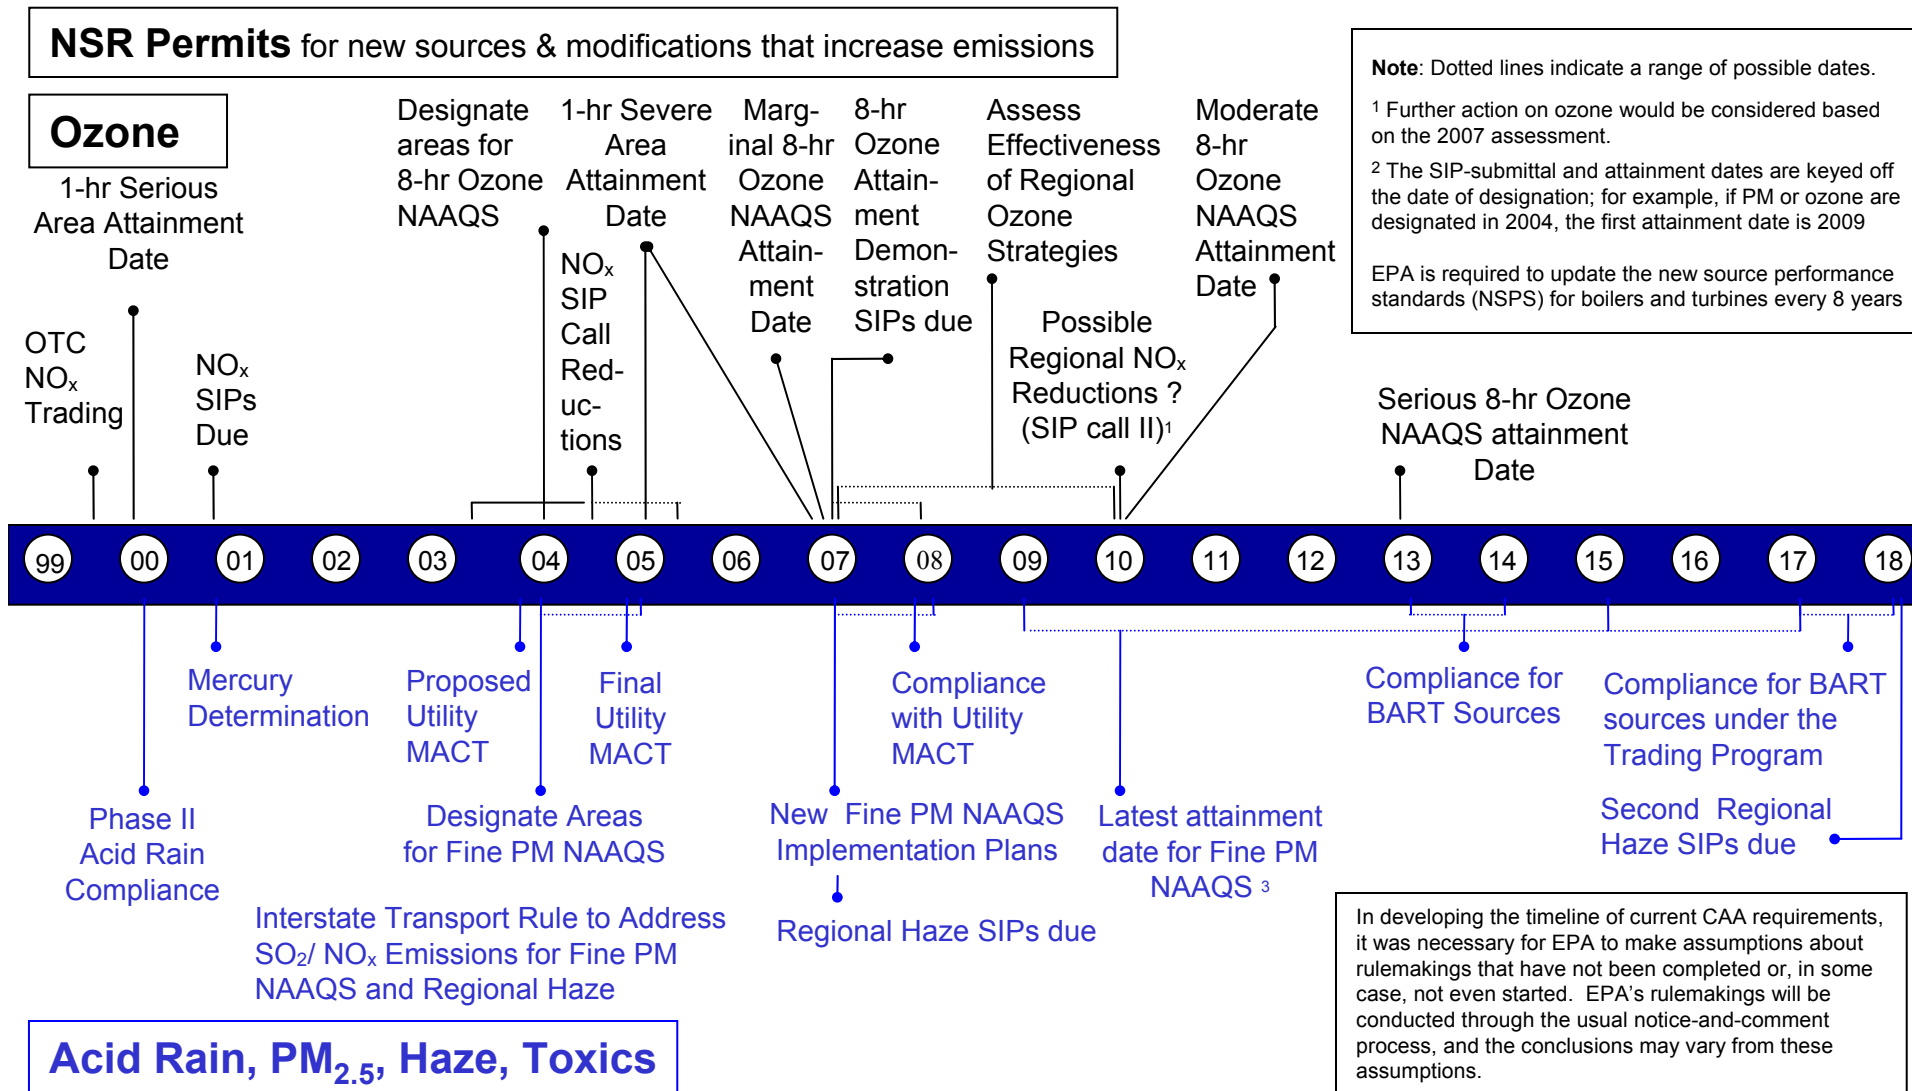 NSR Permits for new sources & modifications that increase emissions
Ozone
1-hr Serious
Area Attainment
Date
OTC
NOx
Trading
NOx
SIPs
Due
Designate
areas for
8-hr Ozone
NAAQS
NOx
SIP
Call
Red-
uc-
tions
1-hr Severe
Area
Attainment
Date
Marg-
inal 8-hr
Ozone
NAAQS
Attain-
ment
Date
8-hr
Ozone
Attain-
ment
Demon-
stration
SIPs due
Assess
Effectiveness
of Regional
Ozone
Strategies
Possible
Regional NOx
Reductions ?
(SIP call II)1
Moderate
8-hr
Ozone
NAAQS
Attainment
Date
Serious 8-hr Ozone
NAAQS attainment
Date
Note: Dotted lines indicate a range of possible dates.
1 Further action on ozone would be considered based
on the 2007 assessment.
2 The SIP-submittal and attainment dates are keyed off
the date of designation; for example, if PM or ozone are
designated in 2004, the first attainment date is 2009
EPA is required to update the new source performance
standards (NSPS) for boilers and turbines every 8 years
99 00 01 02 03 04 05 06 07 08 09 10 11 12 13 14 15 16 17 18
Mercury
Determination
Proposed
Utility
MACT
Final
Utility
MACT
Compliance
with Utility
MACT
Compliance for
BART Sources
Compliance for BART
sources under the
Trading Program
Phase II
Acid Rain
Compliance
Designate Areas
for Fine PM NAAQS
New Fine PM NAAQS
Implementation Plans
Latest attainment
date for Fine PM
NAAQS 3
Second Regional
Haze SIPs due
Interstate Transport Rule to Address
SO2/ NOx Emissions for Fine PM
NAAQS and Regional Haze
Regional Haze SIPs due
Acid Rain, PM2.5, Haze, Toxics
In developing the timeline of current CAA requirements,
it was necessary for EPA to make assumptions about
rulemakings that have not been completed or, in some
case, not even started. EPA's rulemakings will be
conducted through the usual notice-and-comment
process, and the conclusions may vary from these
assumptions.